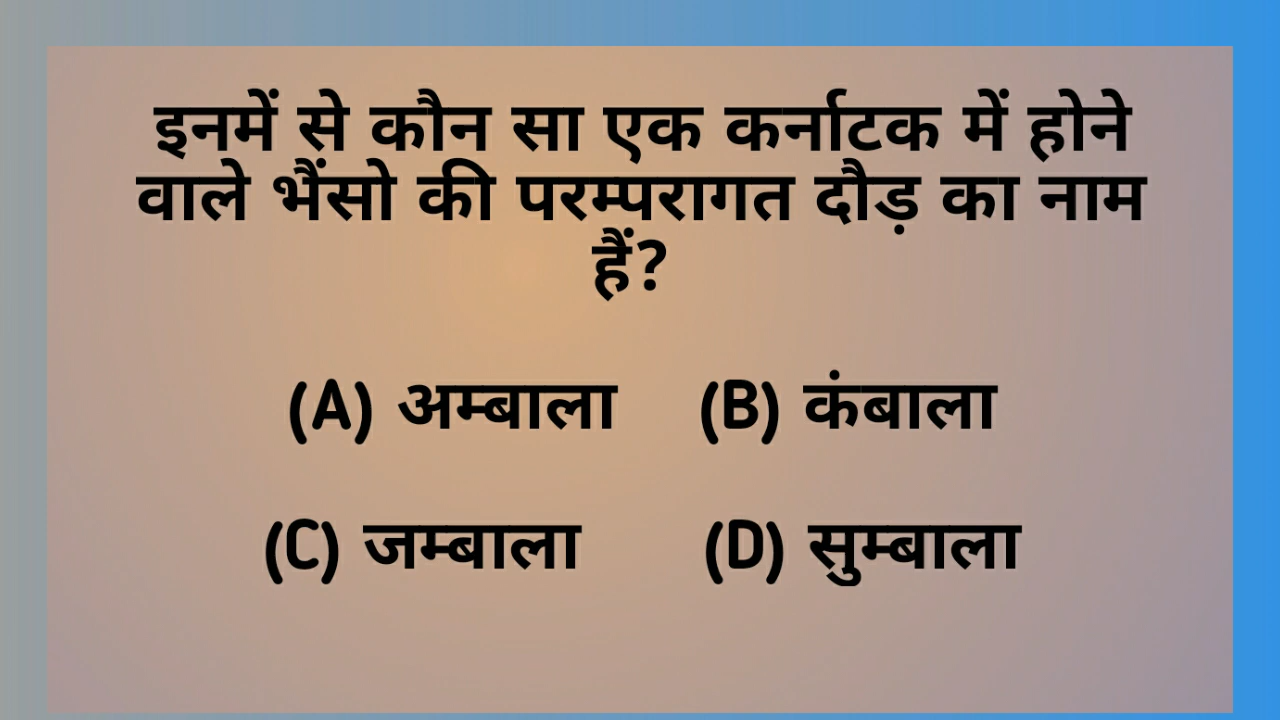 इनमें से कौन सा एक कर्नाटक में होने
वाले भैंसो की परम्परागत दौड़ का नाम
हैं?
(A) अम्बाला (B) कंबाला
(C) जम्बाला (D) सुम्बाला